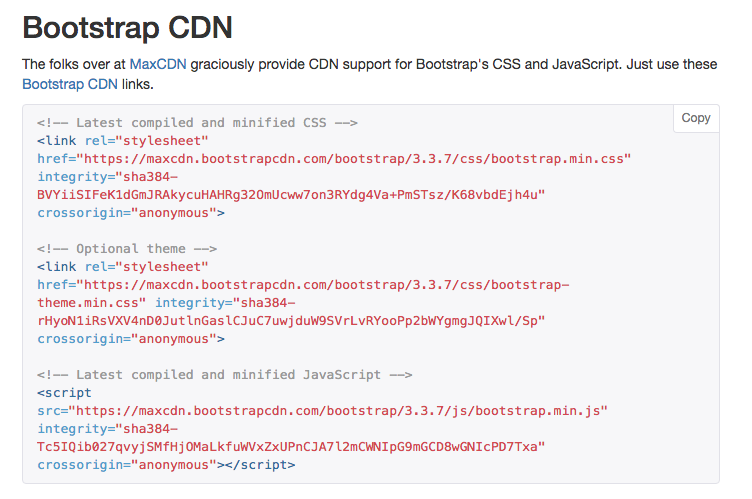 Bootstrap CDN
The folks over at MaxCDN graciously provide CDN support for Bootstrap's CSS and JavaScript. Just use these
Bootstrap CDN links.
Copy
<!-- Latest compiled and minified CSS -->
<link rel="stylesheet"
href="https://maxcdn.bootstrapcdn.com/bootstrap/3.3.7/css/bootstrap.min.css"
integrity="sha384-
BVYiiSIFeK1dGmJRAkycuHAHRg32OmUcww7on3RYdg4Va+PmSTsz/K68vbdEjh4u"
crossorigin="anonymous">
<!-- Optional theme -->
<link rel="stylesheet"
href="https://maxcdn.bootstrapcdn.com/bootstrap/3.3.7/css/bootstrap-
theme.min.css" integrity="sha384-
rHyoN1iRsVXV4nD0JutlnGaslCJuC7uwjduW9SVrLvRYooPp2bWYgmgJQIXwl/Sp"
crossorigin="anonymous">
<!-- Latest compiled and minified JavaScript -->
<script
src="https://maxcdn.bootstrapcdn.com/bootstrap/3.3.7/js/bootstrap.min.js"
integrity="sha384-
Tc5IQib027qvyjSMfHjOMaLkfuWVxZxUPnCJA7l2mCWNIpG9mGCD8wGNIcPD7Txa"
crossorigin="anonymous"></script>